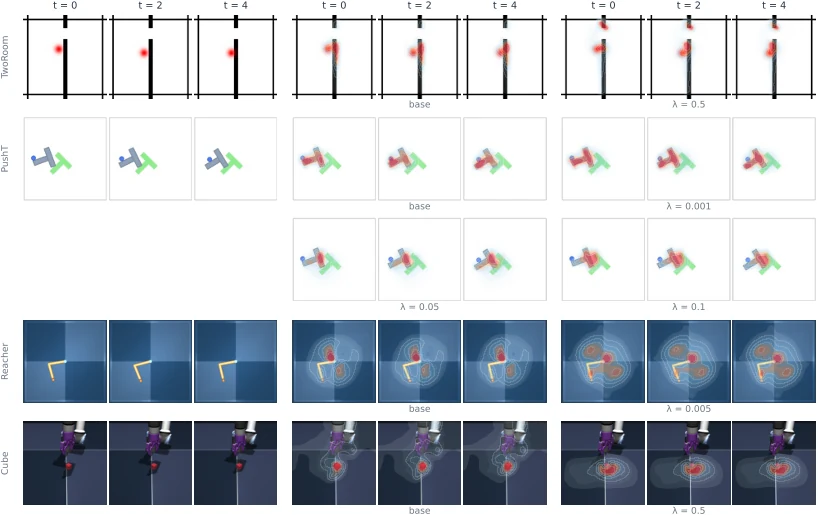 t = 0 t = 2 t = 4 t = 0 t = 2 t = 4 t = 0 t = 2 t = 4
TwoRoom
base λ = 0.5
PushT
base λ = 0.001
λ = 0.05 λ = 0.1
Reacher
base λ = 0.005
Cube
base λ = 0.5